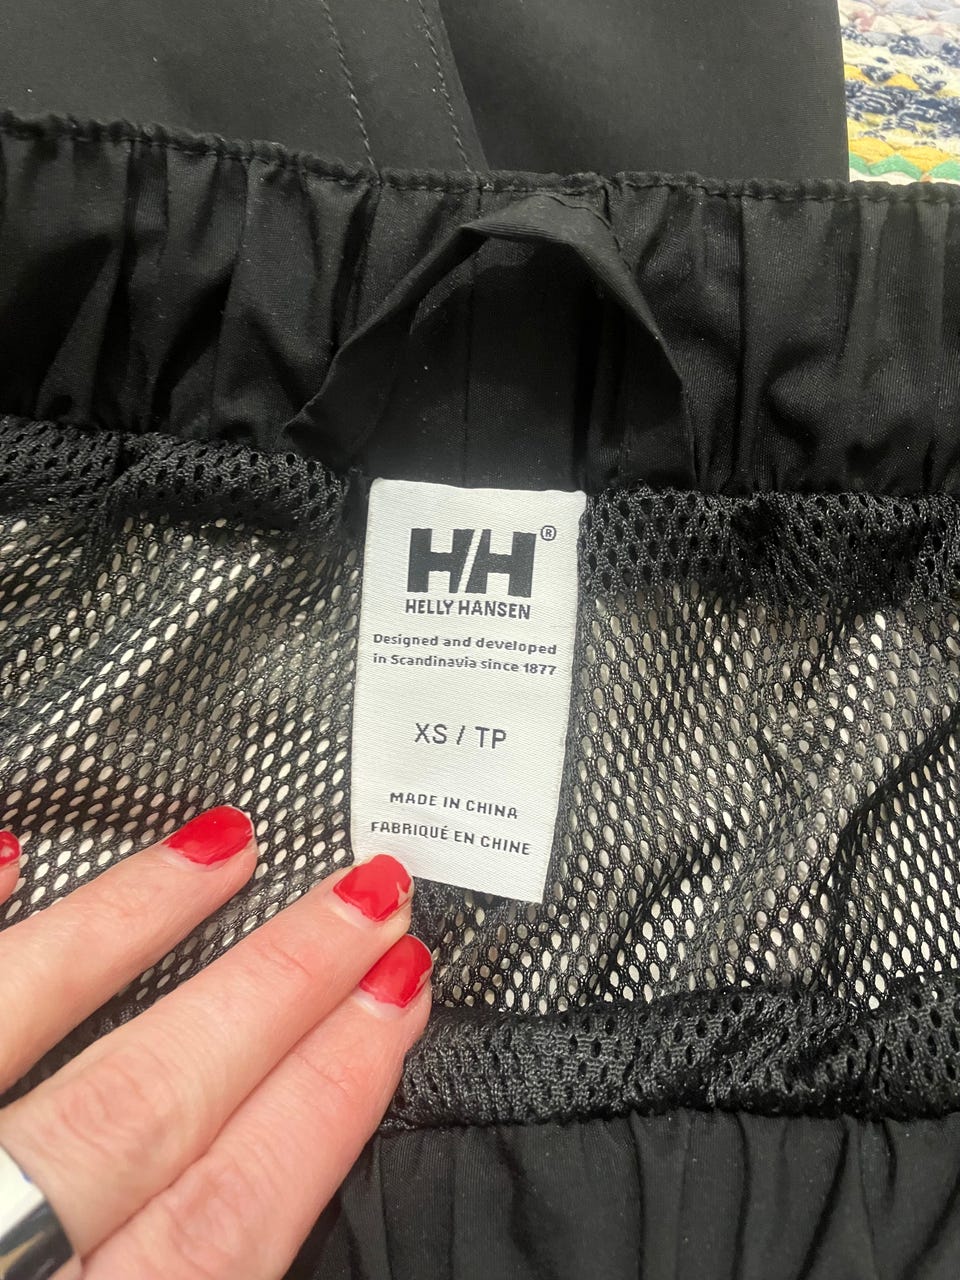 HH®
HELLY HANSEN
Designed and developed
in Scandinavia since 1877
XS / TP
MADE IN CHINA
FABRIQUÉ EN CHINE